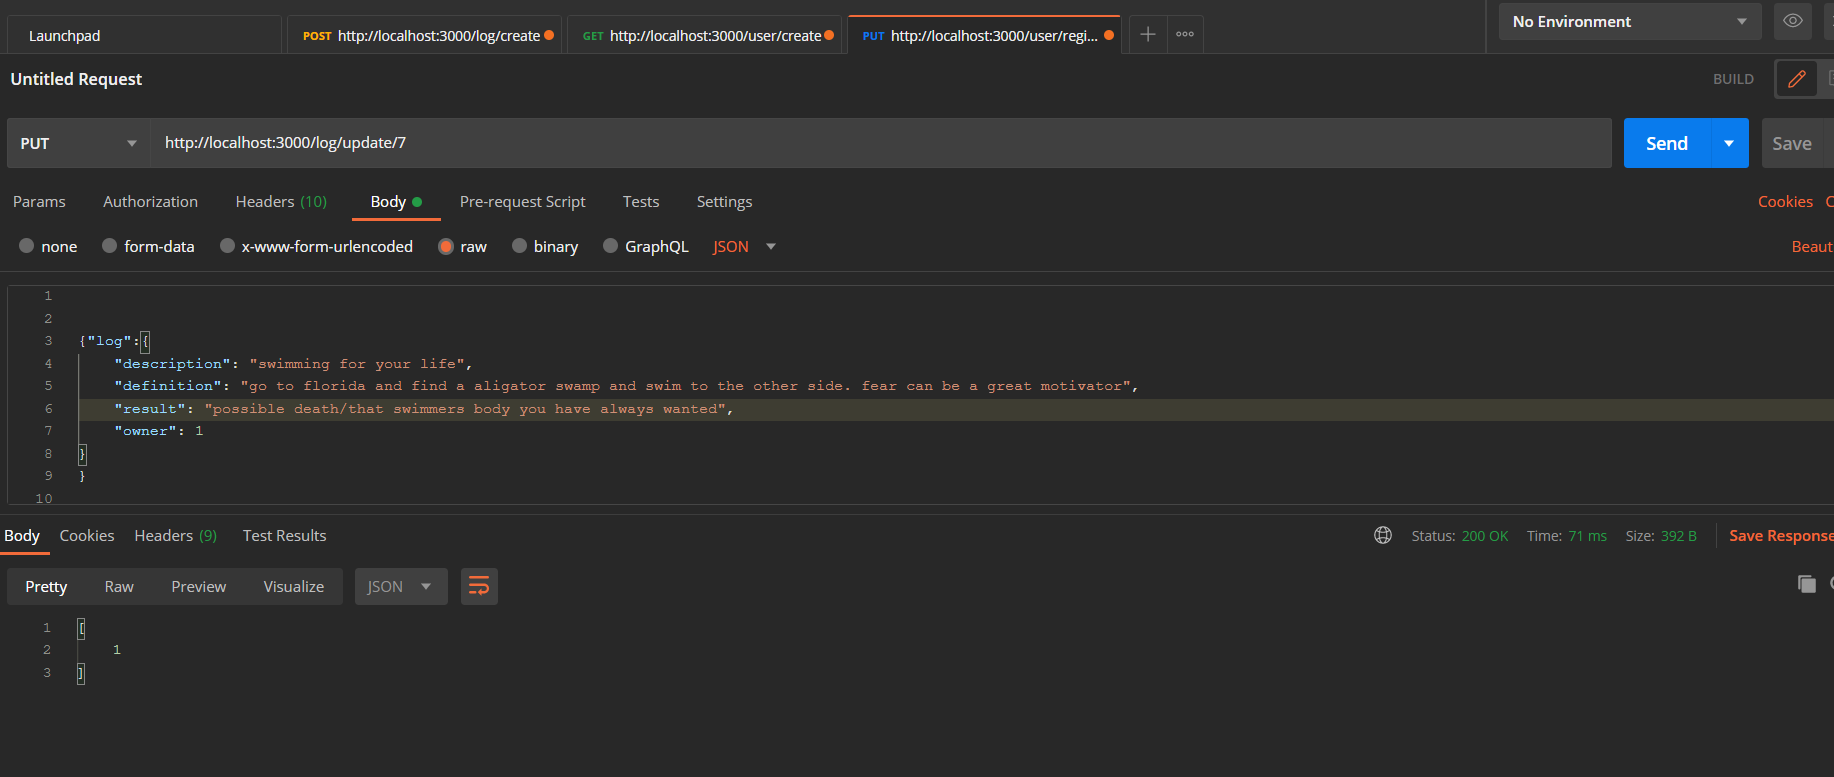 Launchpad
POST http://localhost:3000/log/create
GET http://localhost:3000/user/create
PUT http://localhost:3000/user/regi...
No Environment
Untitled Request
BUILD
PUT
http://localhost:3000/log/update/7
Send
Save
Params
Authorization
Headers (10)
Body
Pre-request Script
Tests
Settings
Cookies
C
none
form-data
x-www-form-urlencoded
raw
binary
GraphQL
JSON
Beaut
1
2
3 {"log":{
4 "description": "swimming for your life",
5 "definition": "go to florida and find a aligator swamp and swim to the other side. fear can be a great motivator",
6 "result": "possible death/that swimmers body you have always wanted",
7 "owner": 1
8 }
9 }
10
Body
Cookies
Headers (9)
Test Results
Status: 200 OK
Time: 71 ms
Size: 392 B
Save Response
Pretty
Raw
Preview
Visualize
JSON
1 [
2 1
3 ]